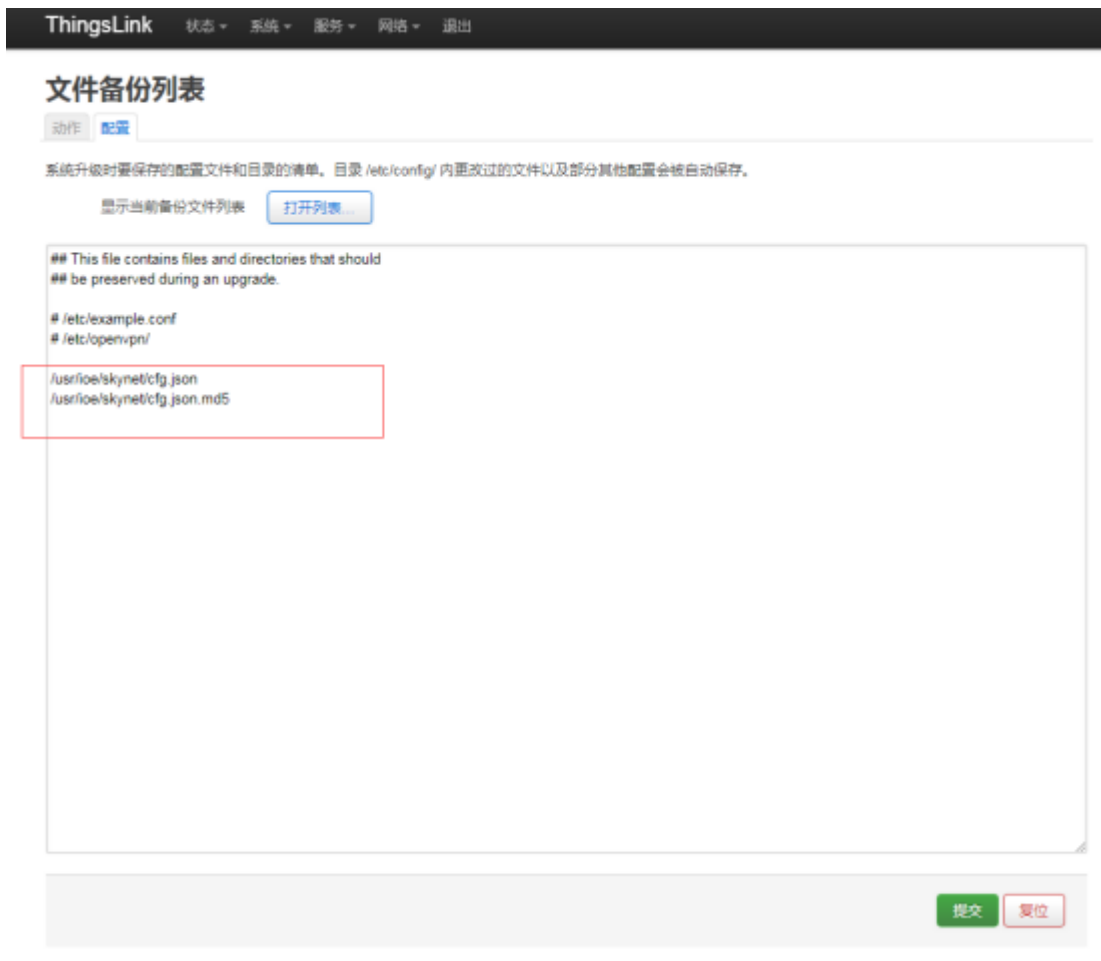 ThingsLink 状态 系统 服务 网络 退出
文件备份列表
动作 配置
系统升级时要保存的配置文件和目录的清单。目录 /etc/config/ 内更改过的文件以及部分其他配置会被自动保存。
显示当前备份文件列表 打开列表...
## This file contains files and directories that should
## be preserved during an upgrade.
# /etc/example.conf
# /etc/openvpn/
/usr/ioe/skynet/cfg.json
/usr/ioe/skynet/cfg.json.md5
提交 复位